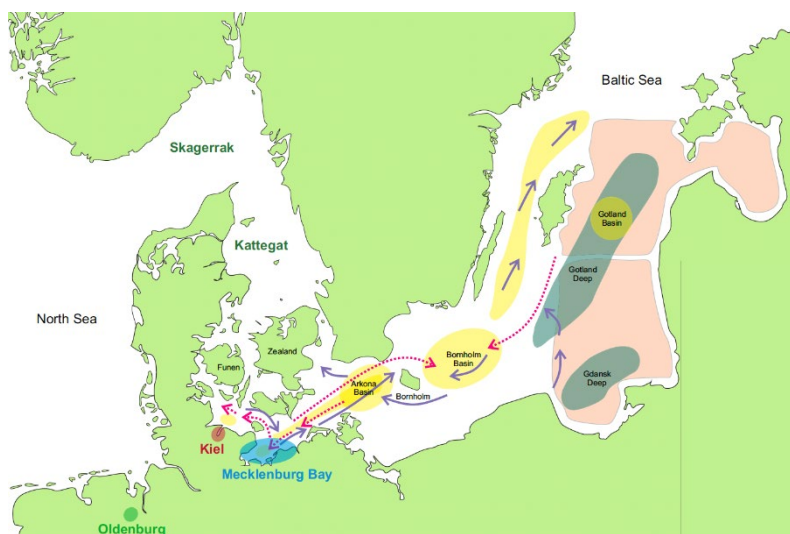 Baltic Sea
Skagerrak
Gotland
Basin
Kattegat
Gotland
Deep
North Sea
Zealand
Funen
Bornholm
Basin
Gdansk
Deep
Arkona
Basin
Bornholm
Kiel
Mecklenburg Bay
Oldenburg